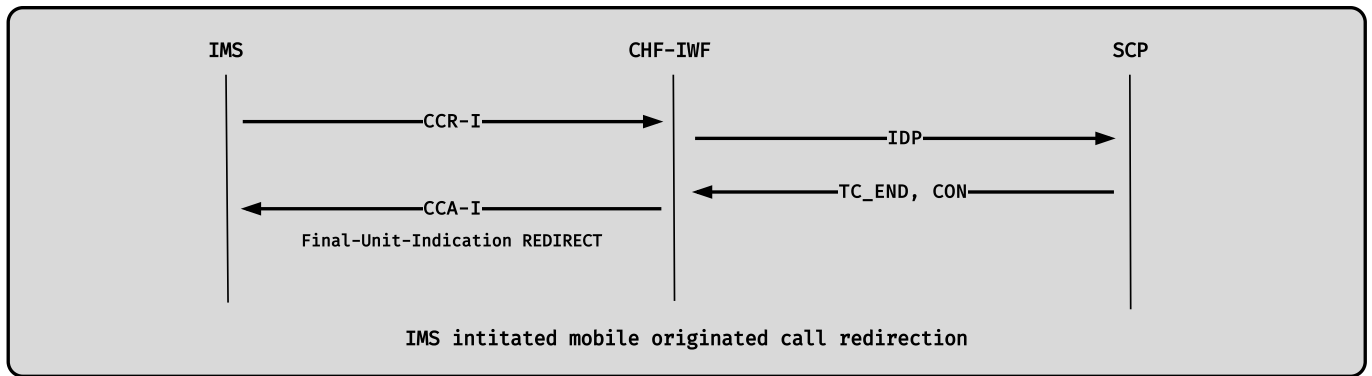 IMS CHF-IWF SCP
CCR-I
IDP
TC_END, CON
CCA-I
Final-Unit-Indication REDIRECT
IMS intitated mobile originated call redirection